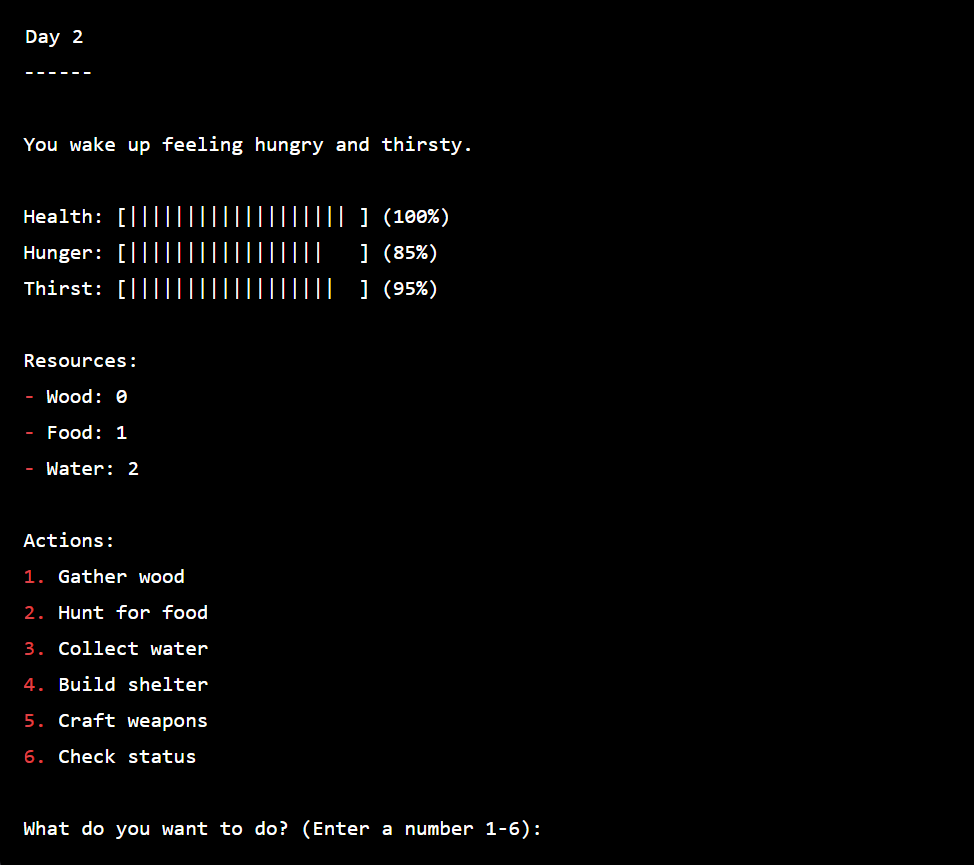 Day 2
------
You wake up feeling hungry and thirsty.
Health: [||||||||||||||||||| ] (100%)
Hunger: [|||||||||||||||||   ] (85%)
Thirst: [||||||||||||||||||  ] (95%)
Resources:
- Wood: 0
- Food: 1
- Water: 2
Actions:
1. Gather wood
2. Hunt for food
3. Collect water
4. Build shelter
5. Craft weapons
6. Check status
What do you want to do? (Enter a number 1-6):